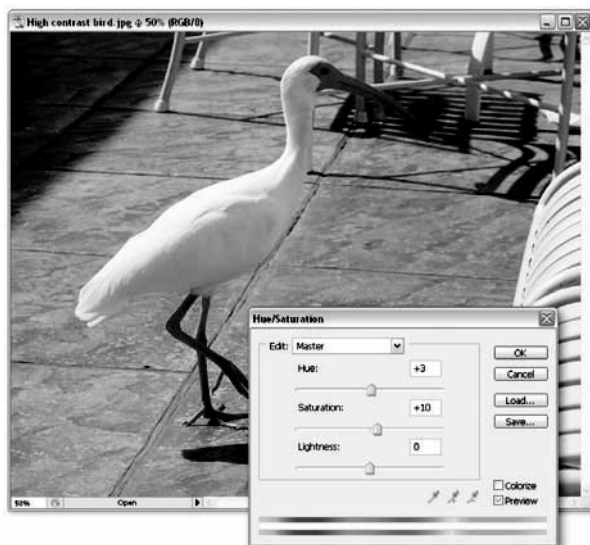 High contrast bird.jpg @ 50% (RGB/8)
Hue/Saturation
Edit: Master
OK
Hue: +3
Cancel
Saturation: +10
Load...
Save...
Lightness: 0
Colorize
Preview
50%
Open